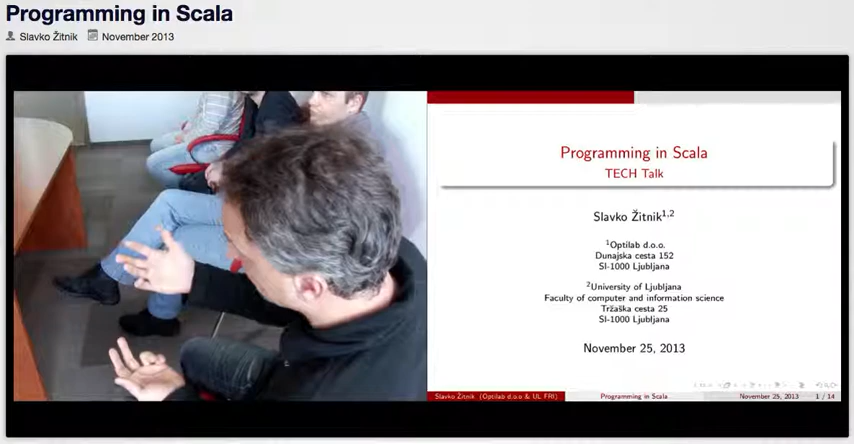 Programming in Scala
Slavko Žitnik November 2013
Programming in Scala
TECH Talk
Slavko Žitnik1,2
1Optilab d.o.o.
Dunajska cesta 152
SI-1000 Ljubljana
2University of Ljubljana
Faculty of computer and information science
Tržaška cesta 25
SI-1000 Ljubljana
November 25, 2013
Slavko Žitnik (Optilab d.o.o & UL FRI) Programming in Scala November 25, 2013 1 / 14